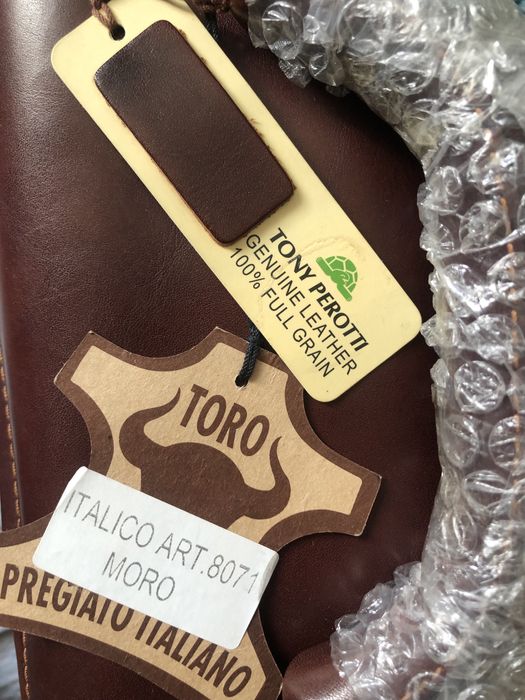 TONY PEROTTI
GENUINE LEATHER
100% FULL GRAIN
TORO
ITALICO ART.8071
MORO
PREGIATO ITALIANO